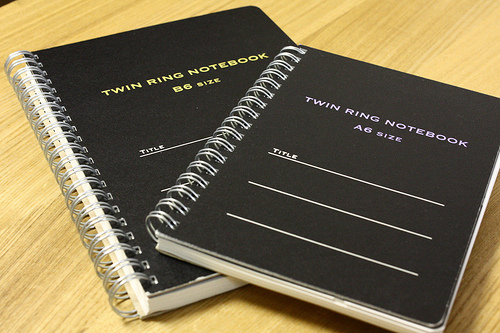 TWIN RING NOTEBOOK
B6 SIZE
TITLE
TWIN RING NOTEBOOK
A6 SIZE
TITLE